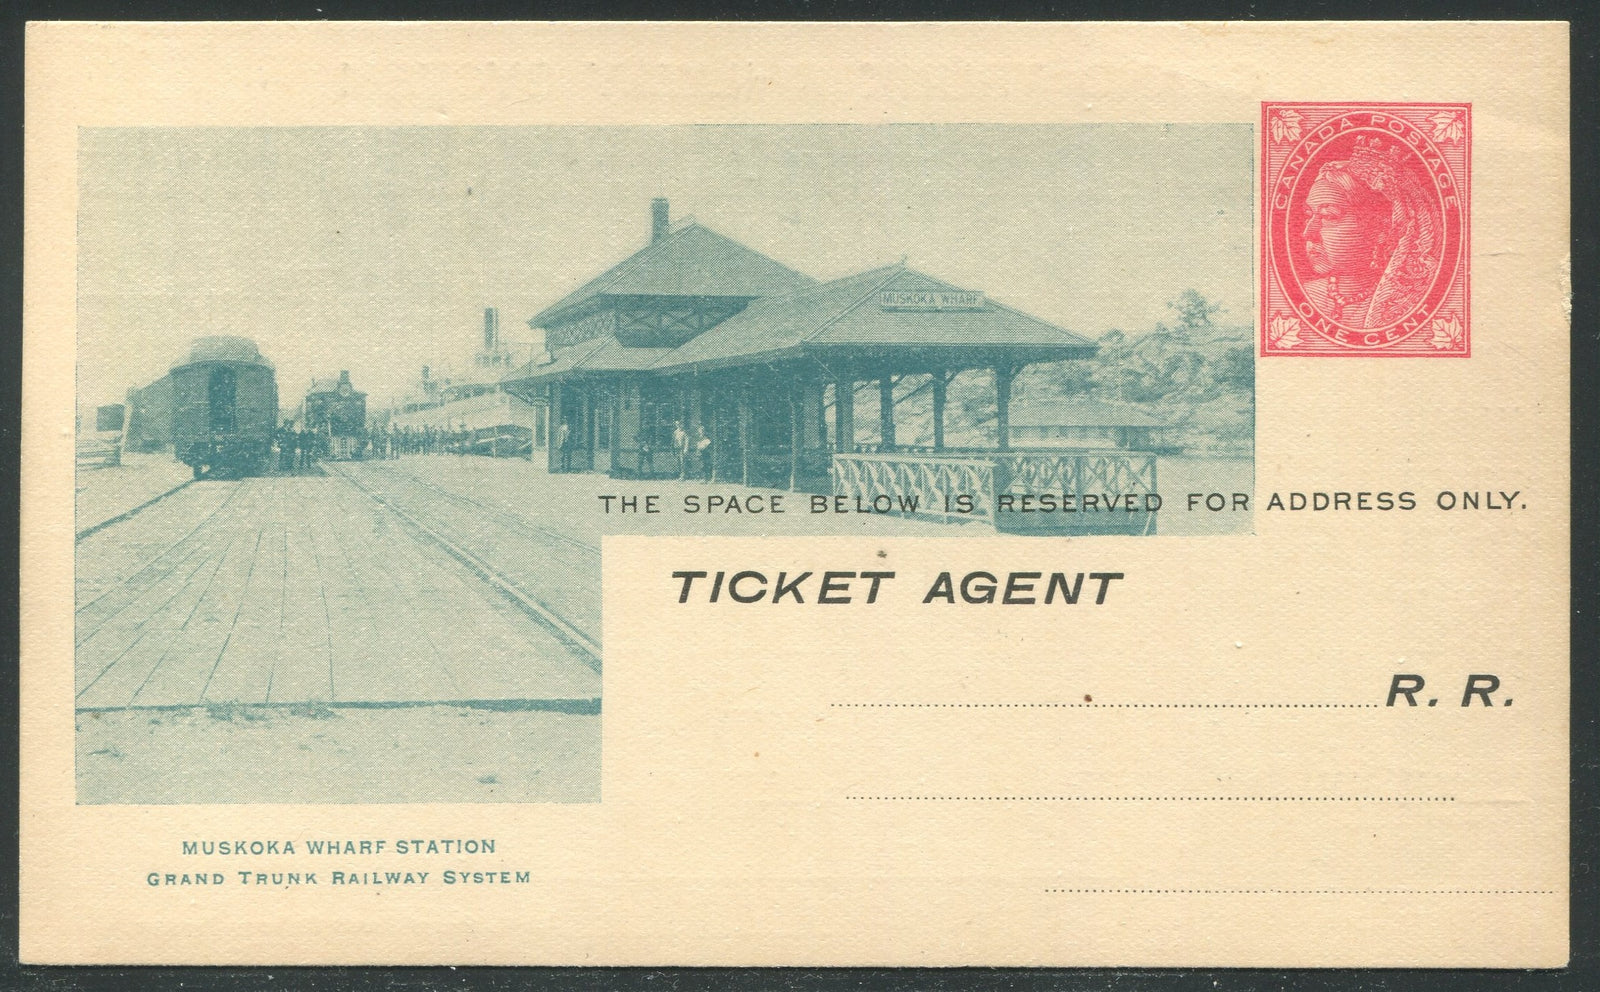 CANADA POSTAGE
ONE CENT
MUSKOKA WHARF
THE SPACE BELOW IS RESERVED FOR ADDRESS ONLY.
TICKET AGENT
R. R.
MUSKOKA WHARF STATION
GRAND TRUNK RAILWAY SYSTEM